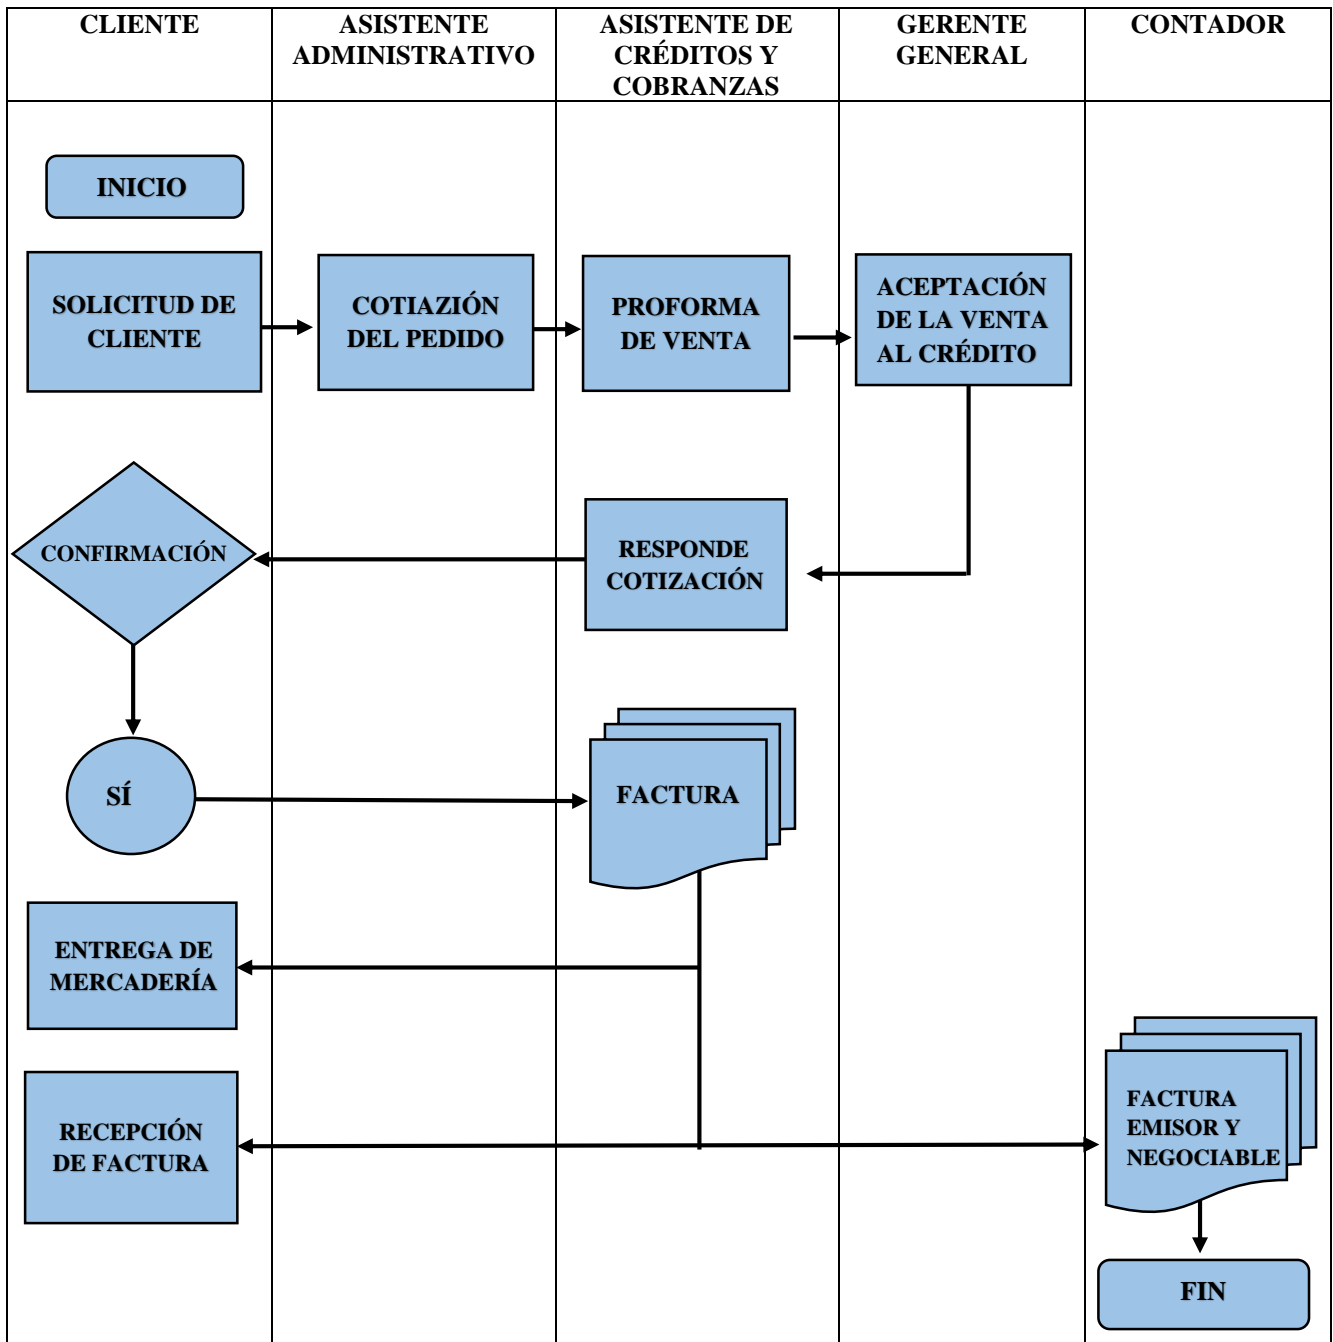 CLIENTE
ASISTENTE
ADMINISTRATIVO
ASISTENTE DE
CRÉDITOS Y
COBRANZAS
GERENTE
GENERAL
CONTADOR
INICIO
SOLICITUD DE
CLIENTE
COTIAZIÓN
DEL PEDIDO
PROFORMA
DE VENTA
ACEPTACIÓN
DE LA VENTA
AL CRÉDITO
CONFIRMACIÓN
RESPONDE
COTIZACIÓN
SÍ
FACTURA
ENTREGA DE
MERCADERÍA
RECEPCIÓN
DE FACTURA
FACTURA
EMISOR Y
NEGOCIABLE
FIN